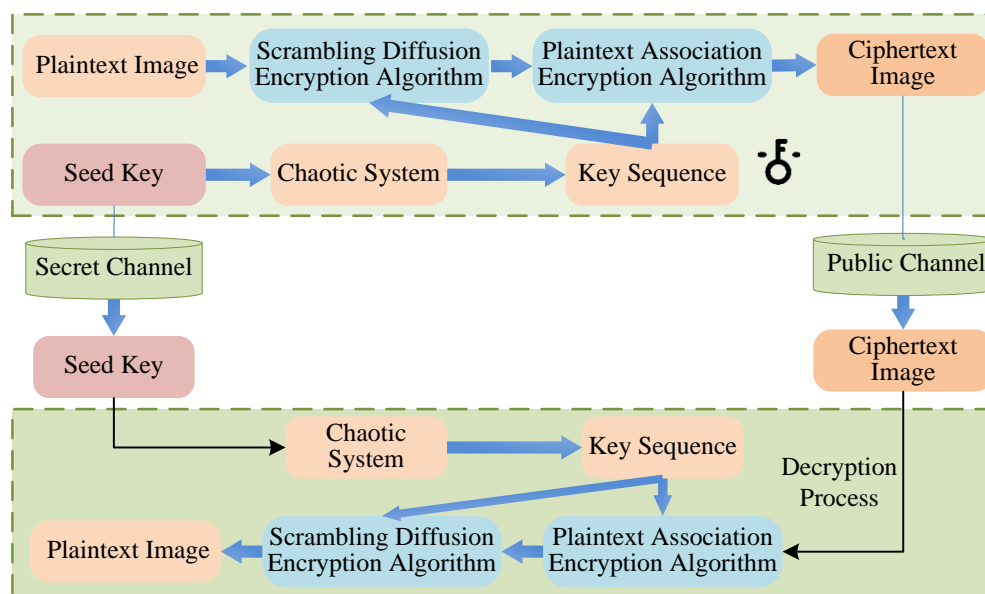 Plaintext Image
Scrambling Diffusion
Encryption Algorithm
Plaintext Association
Encryption Algorithm
Ciphertext
Image
Seed Key
Chaotic System
Key Sequence
Secret Channel
Public Channel
Seed Key
Ciphertext
Image
Chaotic
System
Key Sequence
Decryption
Process
Plaintext Image
Scrambling Diffusion
Encryption Algorithm
Plaintext Association
Encryption Algorithm